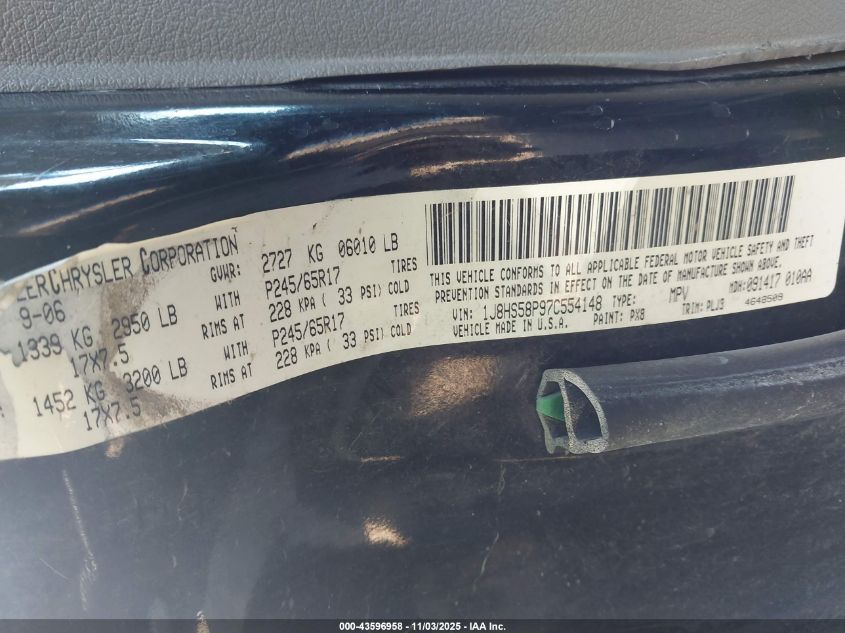 LERCHRYSLER CORPORATION
9-06
GVWR: 2727 KG 06010 LB
1339 KG 2950 LB
WITH P245/65R17 TIRES
17X7.5
RIMS AT 228 KPA ( 33 PSI) COLD
1452 KG 3200 LB
WITH P245/65R17 TIRES
17X7.5
RIMS AT 228 KPA ( 33 PSI) COLD
THIS VEHICLE CONFORMS TO ALL APPLICABLE FEDERAL MOTOR VEHICLE SAFETY AND THEFT
PREVENTION STANDARDS IN EFFECT ON THE DATE OF MANUFACTURE SHOWN ABOVE.
VIN: 1J8HS58P97C554148 TYPE: MPV MDH: 091417 010AA
VEHICLE MADE IN U.S.A. PAINT: PX8 TRIM: PLJ9 4648509
000-43596958 - 11/03/2025 - IAA Inc.